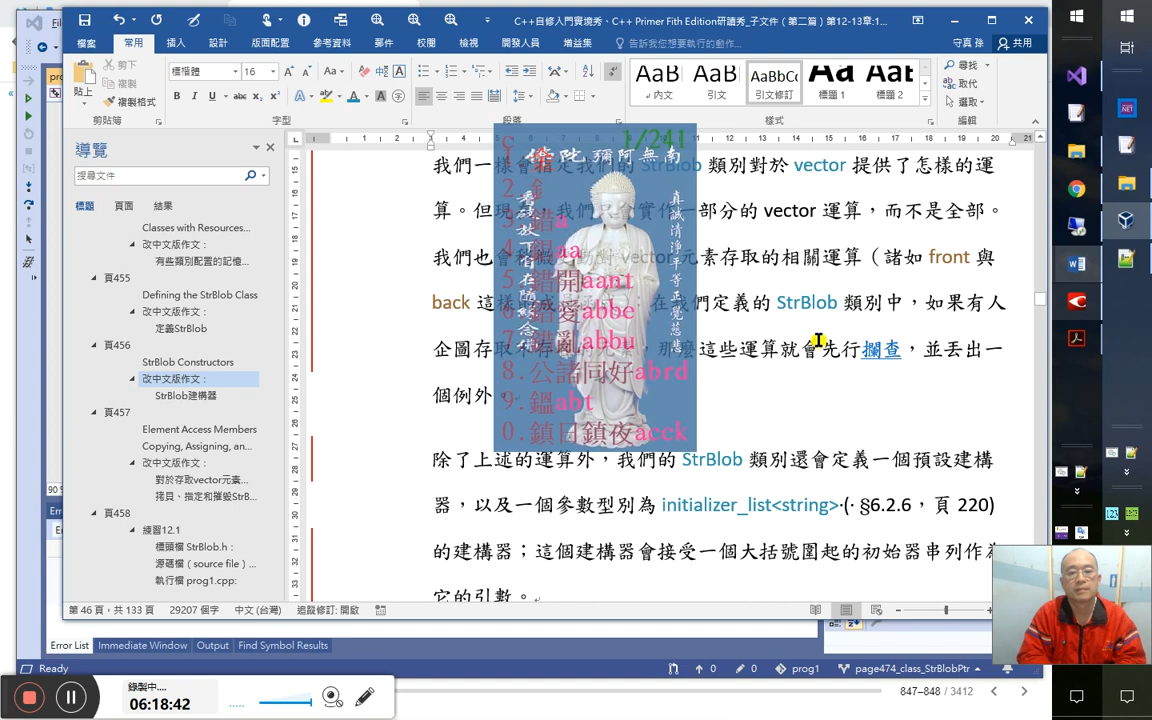 C++自修入門實境秀、C++ Primer Fith Edition研讀秀_子文件（第二篇）第12-13章:1...
檔案 常用 插入 設計 版面配置 參考資料 郵件 校閱 檢視 開發人員 增益集 告訴我您想要執行的動作... 守真 孫 共用
貼上 剪下 複製 複製格式
楷體 16
AaBbC AaBbC AaBbCc AaB AaB
內文 引文 引文修訂 標題 1 標題 2
尋找 取代 選取
剪貼簿 字型 段落 樣式 編輯
導覽
搜尋文件
標題 頁面 結果
Classes with Resources...
改中文版作文：
有些類別配置的記憶...
頁455
Defining the StrBlob Class
改中文版作文：
定義StrBlob
頁456
StrBlob Constructors
改中文版作文：
StrBlob建構器
頁457
Element Access Members
Copying, Assigning, an...
改中文版作文：
對於存取vector元素...
拷貝、指定和摧毀StrB...
頁458
練習12.1
標頭檔 StrBlob.h：
源碼檔（source file）...
執行檔 prog1.cpp:
1/241
南無阿彌陀佛
真誠清淨平等正覺慈悲
看破放下自在隨緣念佛
3.錯a
5.錯開aant
6.錯愛abbe
7.錯亂abbu
8.公諸同好abrd
9.鎾abt
0.鎮日鎮夜acck
我們一樣會指定我們的 StrBlob 類別對於 vector 提供了怎樣的運
算。但現 我們只會實作一部分的 vector 運算，而不是全部。
我們也會稍微 動對 vector 元素存取的相關運算（諸如 front 與
back 這樣的成 在我們定義的 StrBlob 類別中，如果有人
企圖存取不存 的元素，那麼這些運算就會先行攔查，並丟出一
個例外。
除了上述的運算外，我們的 StrBlob 類別還會定義一個預設建構
器，以及一個參數型別為 initializer_list<string>·(· §6.2.6，頁 220)
的建構器；這個建構器會接受一個大括號圍起的初始器串列作為
它的引數。
第 46 頁，共 133 頁 29207 個字 中文 (台灣) 追蹤修訂: 開啟
Error List Immediate Window Output Find Symbol Results
Ready 0 0 prog1 page474_class_StrBlobPtr
錄製中....
06:18:42
847–848 / 3412